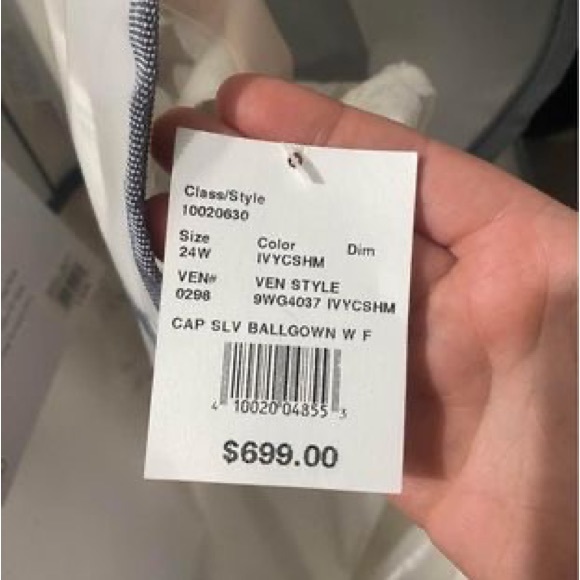 Class/Style
10020630
Size Color Dim
24W IVYCSHM
VEN# VEN STYLE
0298 9WG4037 IVYCSHM
CAP SLV BALLGOWN W F
4 10020 04855 3
$699.00